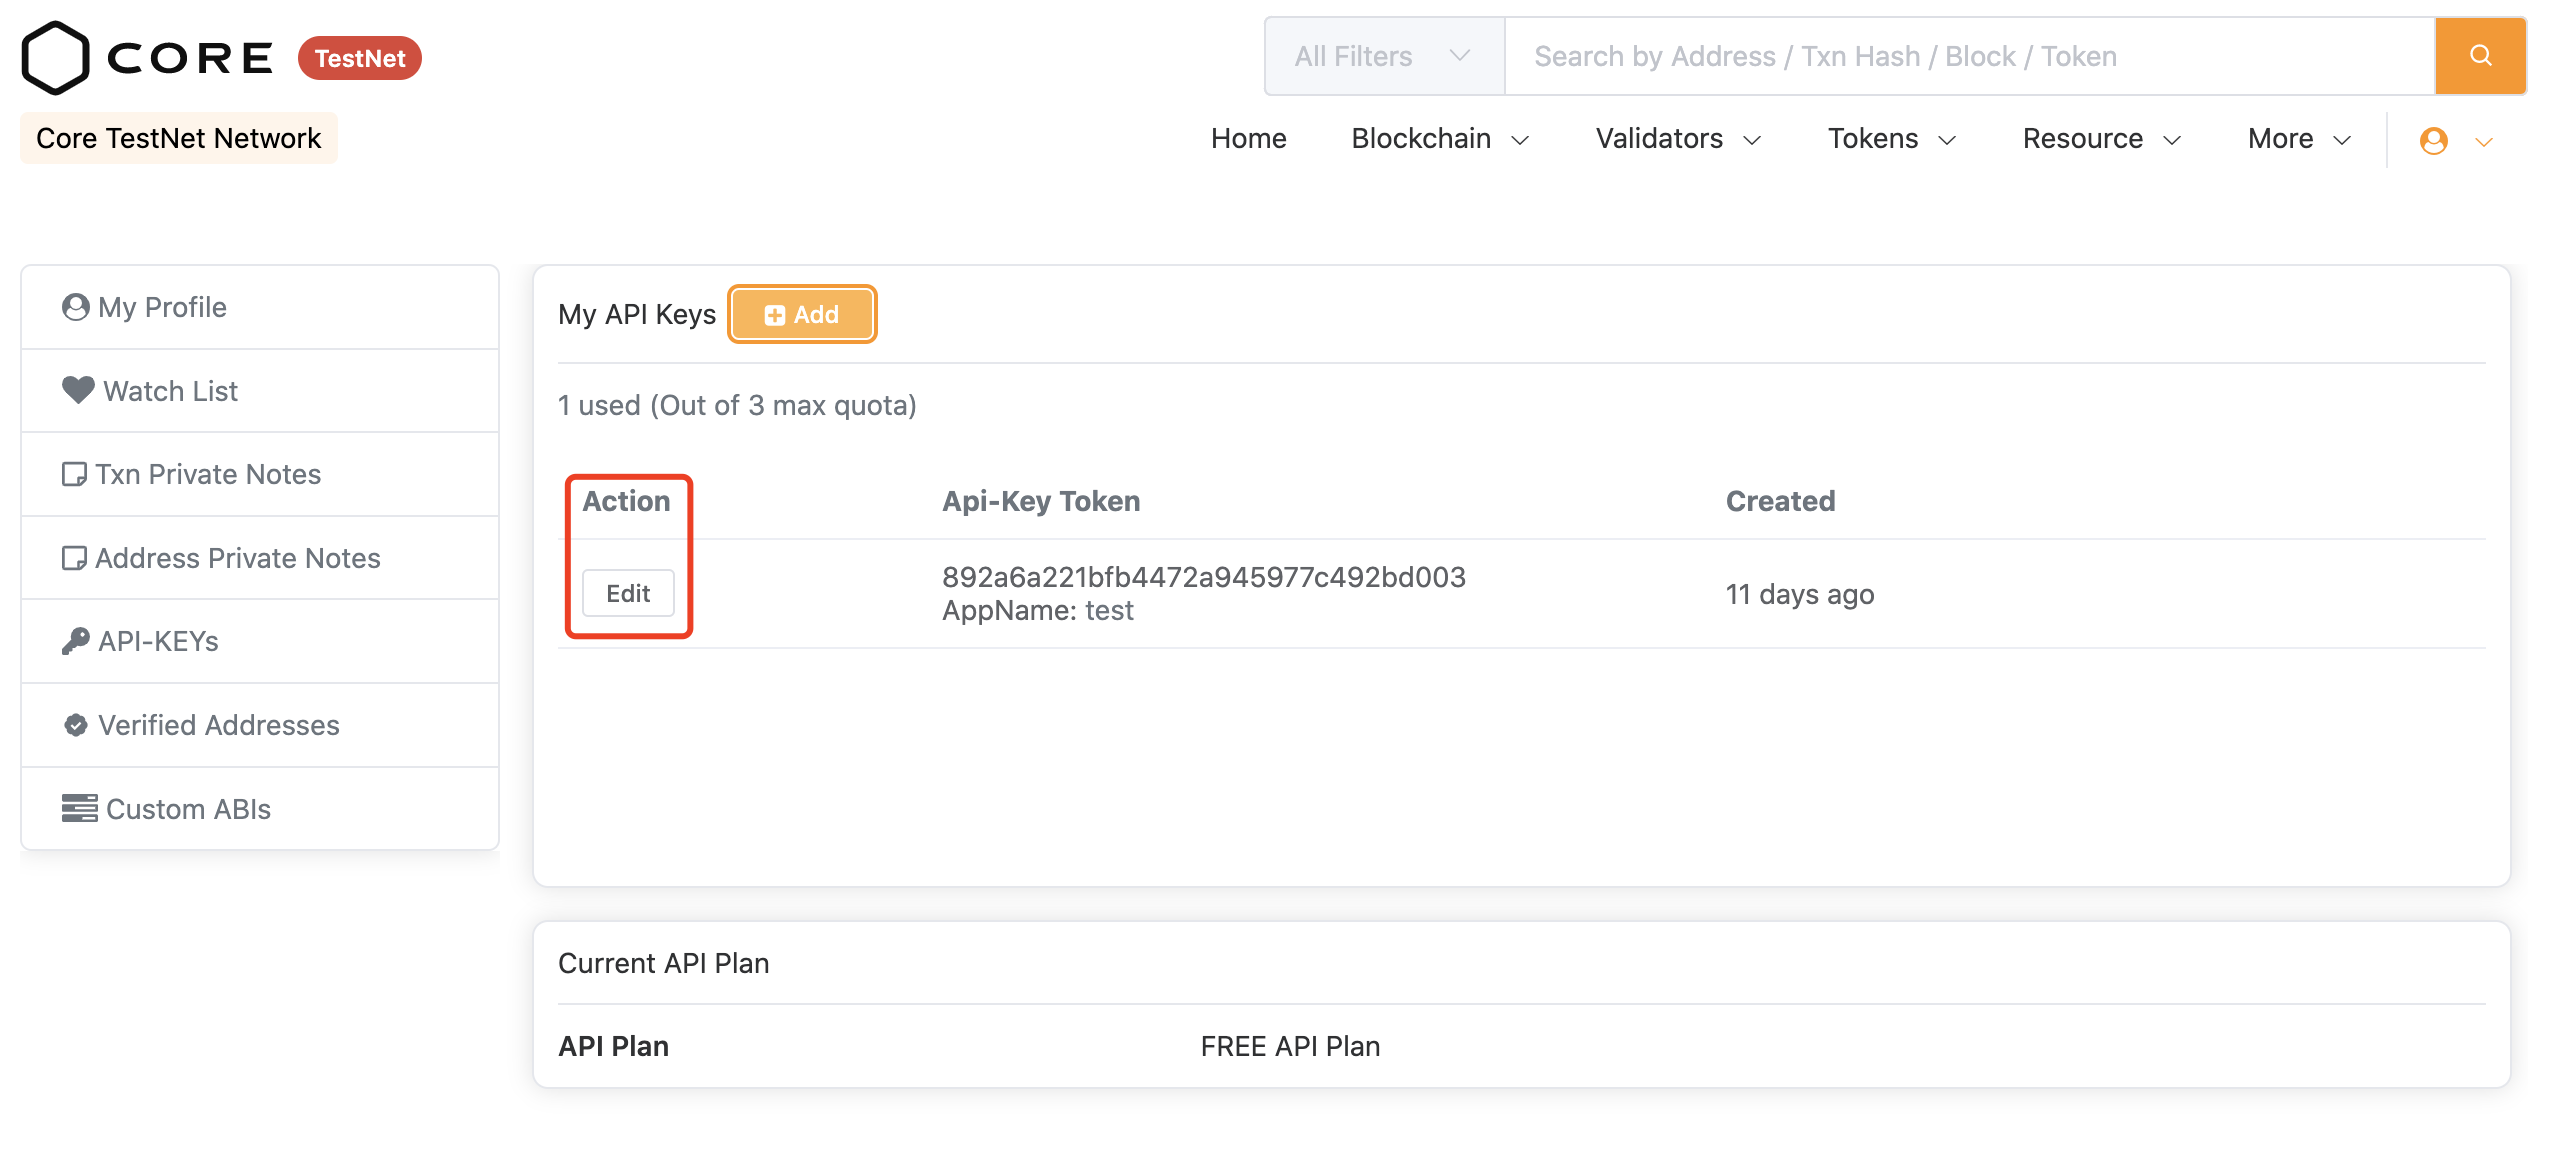 CORE TestNet
All Filters
Search by Address / Txn Hash / Block / Token
Core TestNet Network
Home Blockchain Validators Tokens Resource More
My Profile
Watch List
Txn Private Notes
Address Private Notes
API-KEYs
Verified Addresses
Custom ABIs
My API Keys Add
1 used (Out of 3 max quota)
Action Api-Key Token Created
Edit 892a6a221bfb4472a945977c492bd003 11 days ago
AppName: test
Current API Plan
API Plan FREE API Plan